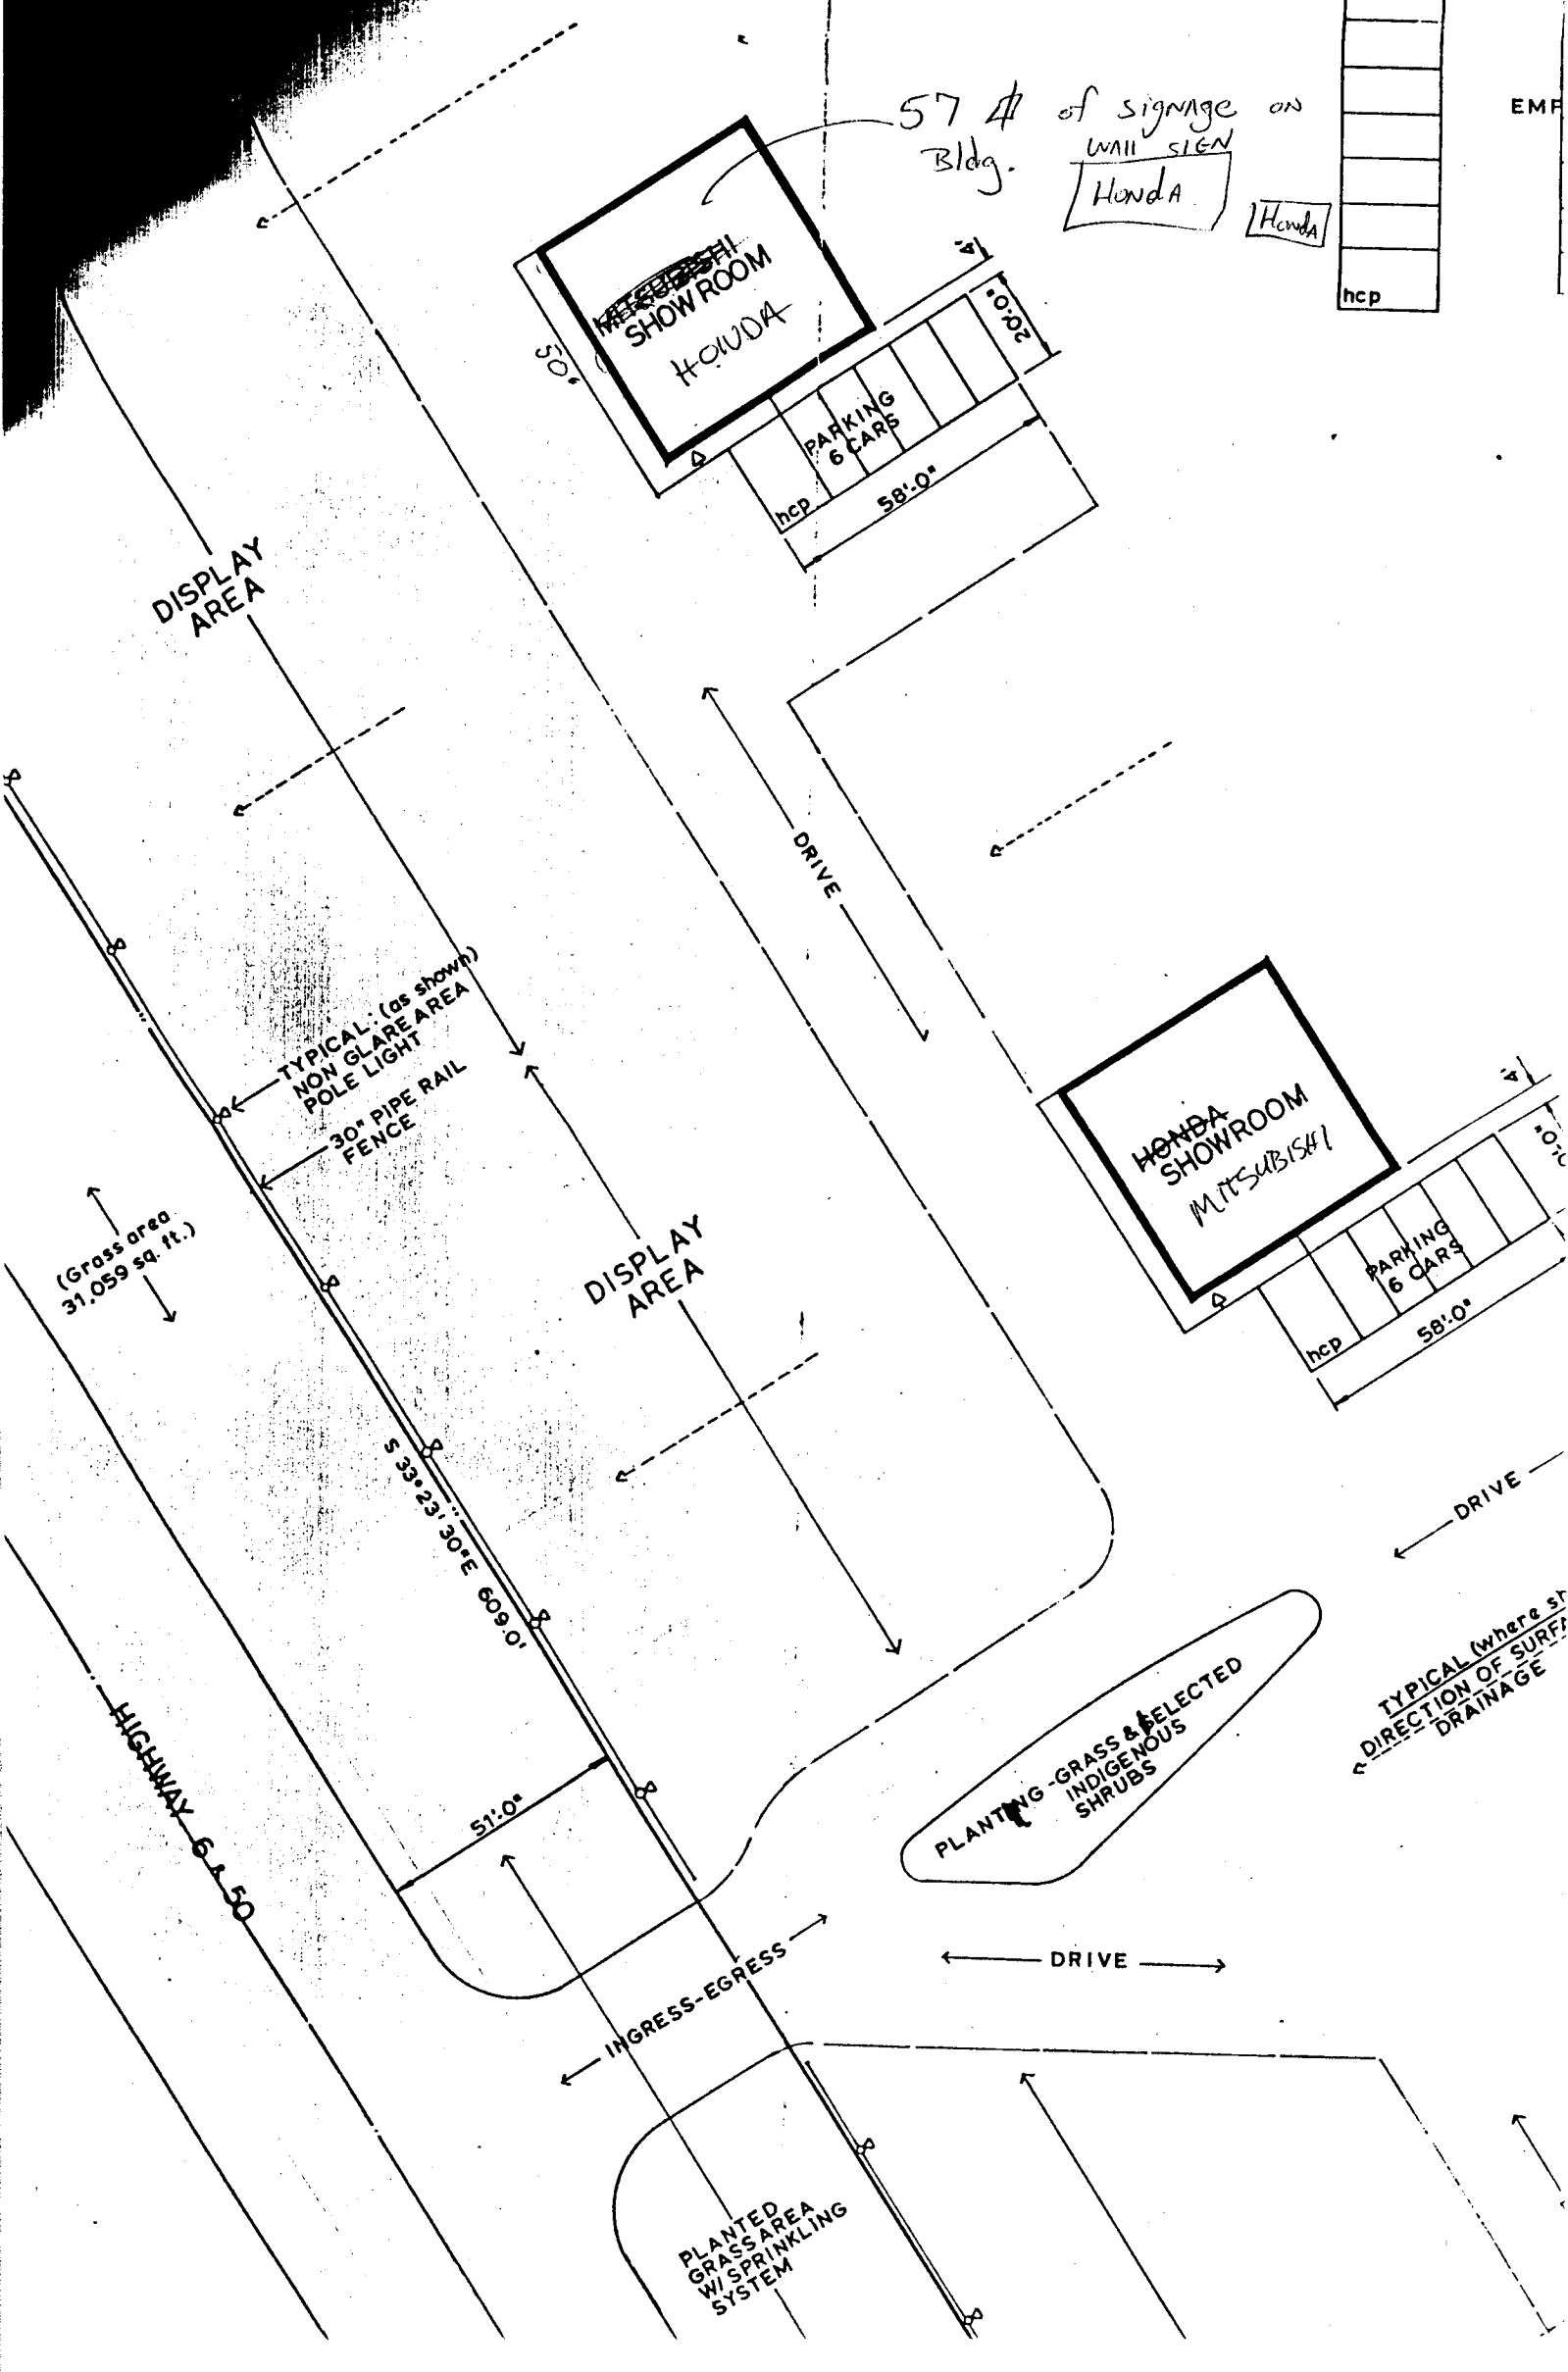 57 ⏍ of signage on
Bldg.
WAll SIGN
HONdA
HondA
EMP
hcp
MITSUBISHI
SHOWROOM
HONDA
50'
4'
20'-0"
PARKING
6 CARS
hcp
58'-0"
DISPLAY
AREA
DRIVE
TYPICAL: (as shown)
NON GLARE AREA
POLE LIGHT
30" PIPE RAIL
FENCE
(Grass area
31,059 sq. ft.)
HONDA
SHOWROOM
MITSUBISHI
4'
PARKING
6 CARS
hcp
58'-0"
DISPLAY
AREA
S 33°23'30"E 609.0'
DRIVE
TYPICAL (where
DIRECTION OF
DRAINAGE
PLANTING - GRASS & SELECTED
INDIGENOUS
SHRUBS
HIGHWAY 6 & 50
51'-0"
INGRESS-EGRESS
DRIVE
PLANTED
GRASS AREA
W/ SPRINKLING
SYSTEM